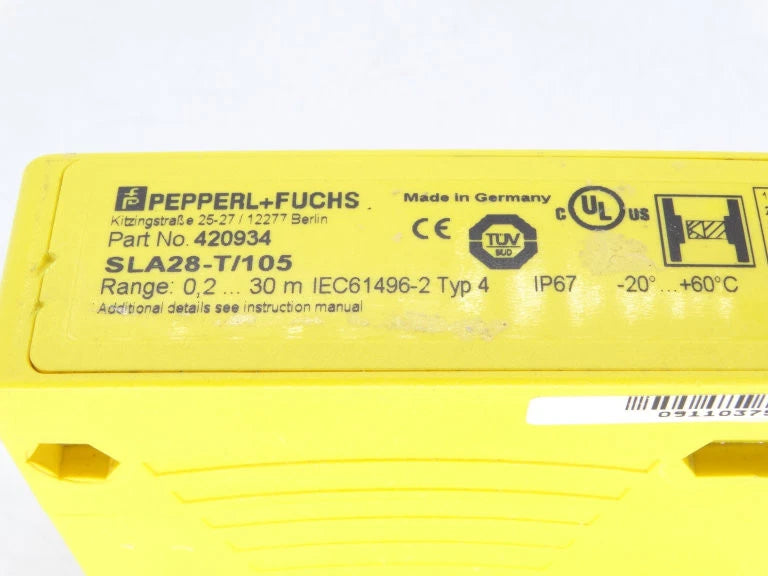 PEPPERL+FUCHS
Kitzingstraße 25-27 / 12277 Berlin
Part No. 420934
SLA28-T/105
Range: 0,2 ... 30 m IEC61496-2 Typ 4 IP67 -20° ... +60°C
Additional details see instruction manual
Made in Germany
CE
TÜV
SÜD
c UL US